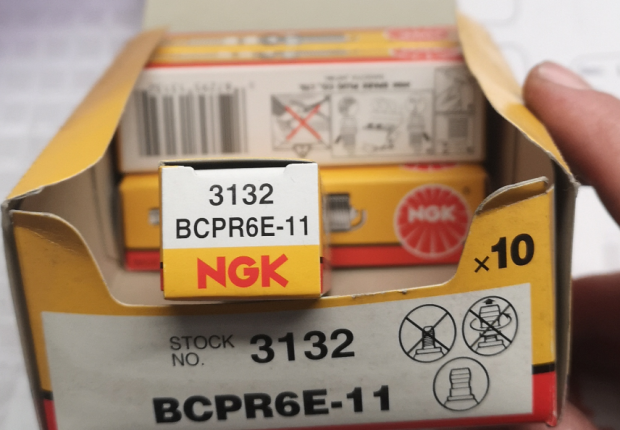 NGK
3132
BCPR6E-11
NGK
×10
STOCK
NO. 3132
BCPR6E-11